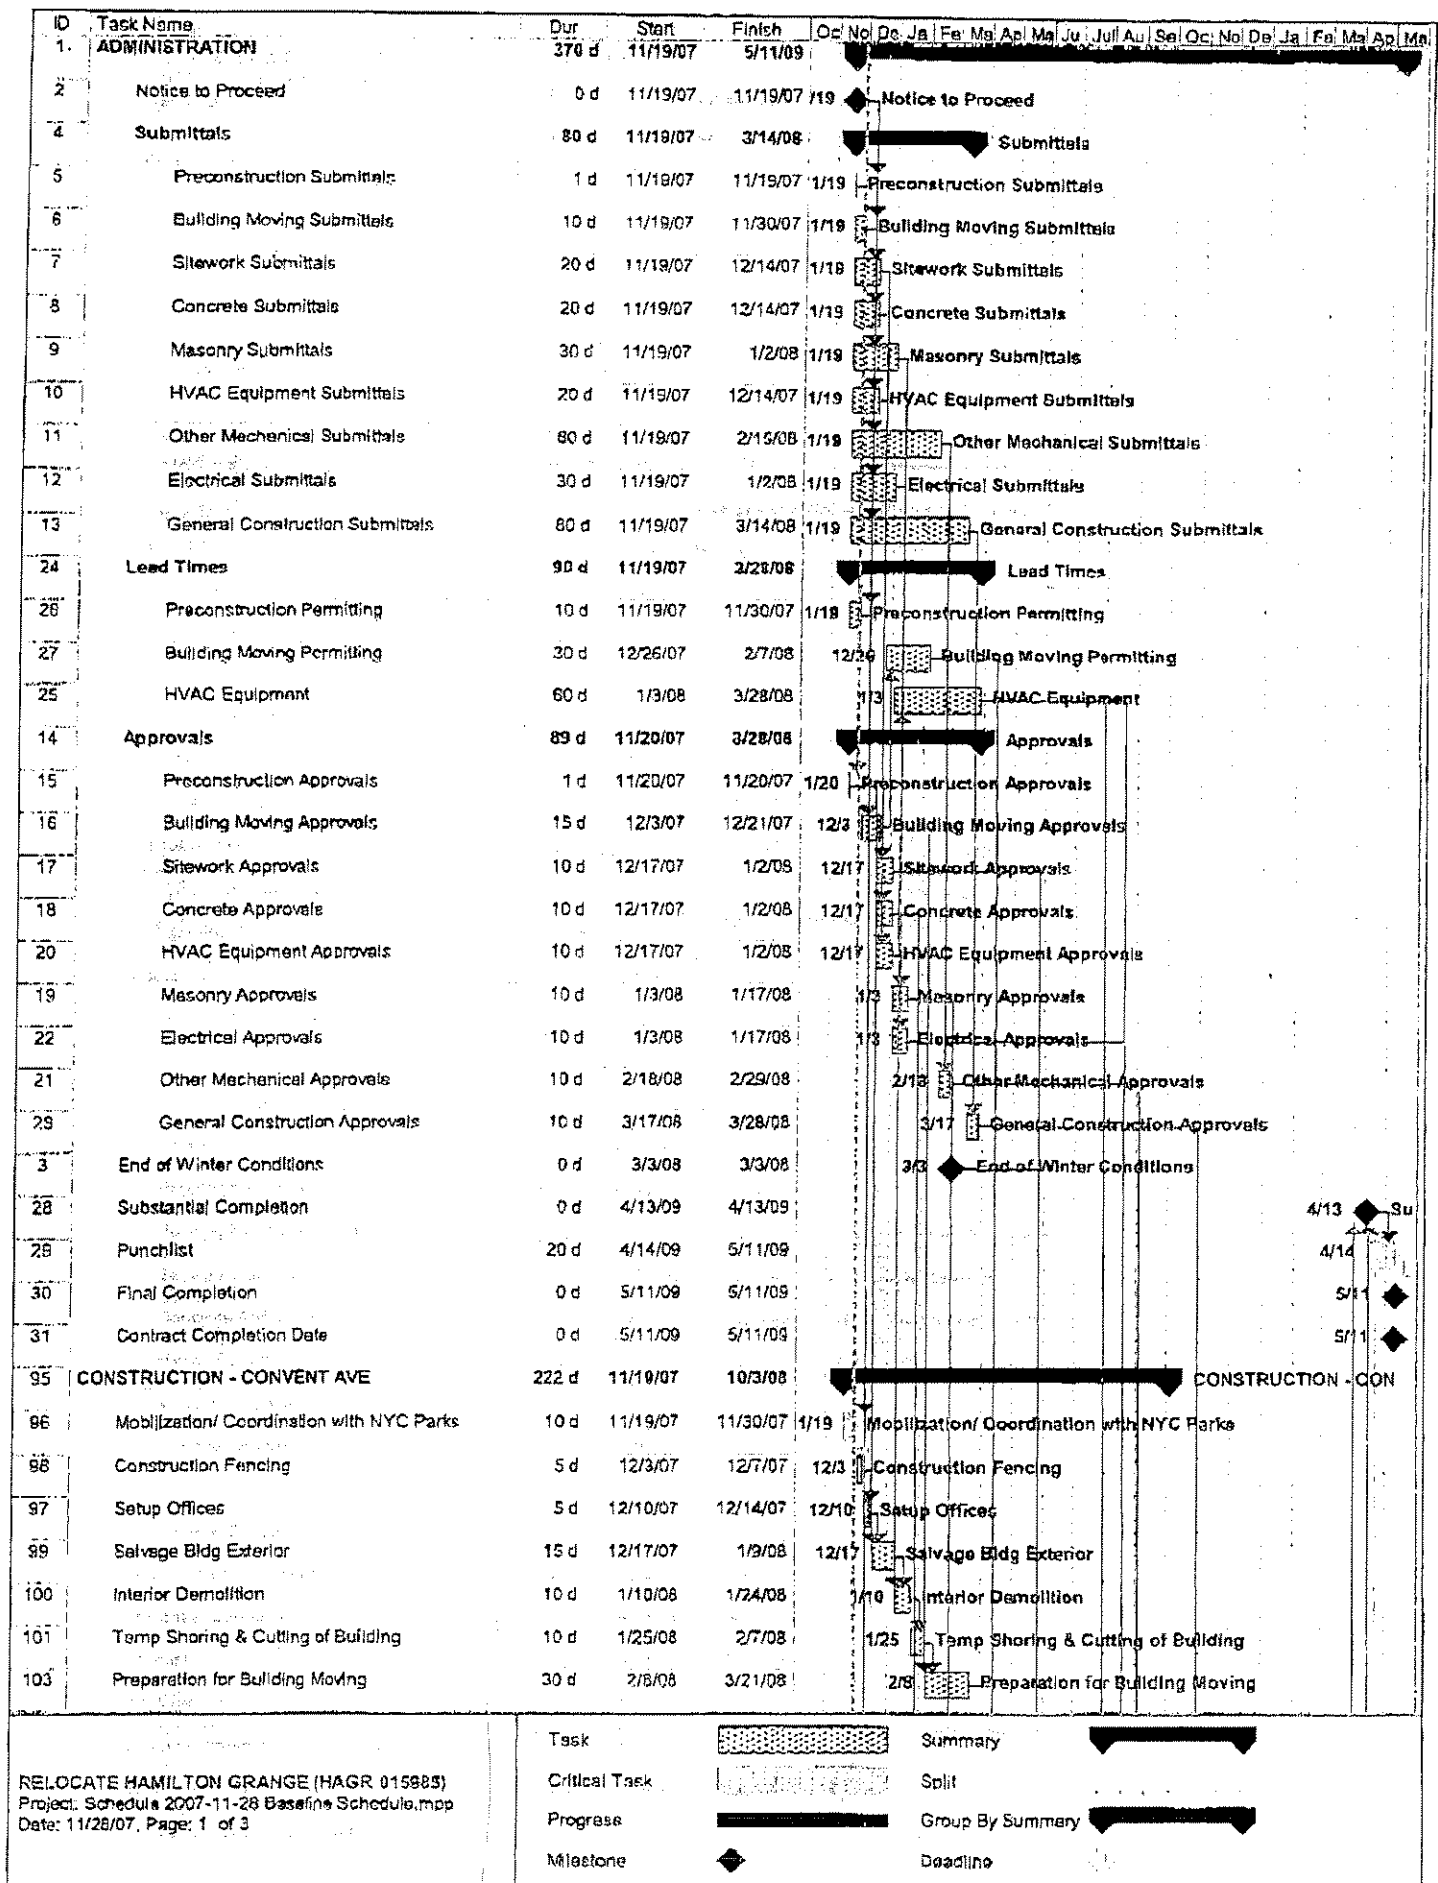 ID Task Name Dur Start Finish Oc No De Ja Fe Ma Ap Ma Ju Jul Au Se Oc No De Ja Fe Ma Ap Ma
1 ADMINISTRATION 370 d 11/19/07 5/11/09
2 Notice to Proceed 0 d 11/19/07 11/19/07 /19 Notice to Proceed
4 Submittals 80 d 11/19/07 3/14/08 Submittals
5 Preconstruction Submittals 1 d 11/19/07 11/19/07 1/19 Preconstruction Submittals
6 Building Moving Submittals 10 d 11/19/07 11/30/07 1/19 Building Moving Submittals
7 Sitework Submittals 20 d 11/19/07 12/14/07 1/19 Sitework Submittals
8 Concrete Submittals 20 d 11/19/07 12/14/07 1/19 Concrete Submittals
9 Masonry Submittals 30 d 11/19/07 1/2/08 1/19 Masonry Submittals
10 HVAC Equipment Submittals 20 d 11/19/07 12/14/07 1/19 HVAC Equipment Submittals
11 Other Mechanical Submittals 60 d 11/19/07 2/15/08 1/19 Other Mechanical Submittals
12 Electrical Submittals 30 d 11/19/07 1/2/08 1/19 Electrical Submittals
13 General Construction Submittals 80 d 11/19/07 3/14/08 1/19 General Construction Submittals
24 Lead Times 90 d 11/19/07 3/28/08 Lead Times
26 Preconstruction Permitting 10 d 11/19/07 11/30/07 1/19 Preconstruction Permitting
27 Building Moving Permitting 30 d 12/26/07 2/7/08 12/26 Building Moving Permitting
25 HVAC Equipment 60 d 1/3/08 3/28/08 1/3 HVAC Equipment
14 Approvals 89 d 11/20/07 3/28/08 Approvals
15 Preconstruction Approvals 1 d 11/20/07 11/20/07 1/20 Preconstruction Approvals
16 Building Moving Approvals 15 d 12/3/07 12/21/07 12/3 Building Moving Approvals
17 Sitework Approvals 10 d 12/17/07 1/2/08 12/17 Sitework Approvals
18 Concrete Approvals 10 d 12/17/07 1/2/08 12/17 Concrete Approvals
20 HVAC Equipment Approvals 10 d 12/17/07 1/2/08 12/17 HVAC Equipment Approvals
19 Masonry Approvals 10 d 1/3/08 1/17/08 1/3 Masonry Approvals
22 Electrical Approvals 10 d 1/3/08 1/17/08 1/3 Electrical Approvals
21 Other Mechanical Approvals 10 d 2/18/08 2/29/08 2/18 Other Mechanical Approvals
23 General Construction Approvals 10 d 3/17/08 3/28/08 3/17 General Construction Approvals
3 End of Winter Conditions 0 d 3/3/08 3/3/08 3/3 End of Winter Conditions
28 Substantial Completion 0 d 4/13/09 4/13/09 4/13 Su
29 Punchlist 20 d 4/14/09 5/11/09 4/14
30 Final Completion 0 d 5/11/09 5/11/09 5/11
31 Contract Completion Date 0 d 5/11/09 5/11/09 5/11
95 CONSTRUCTION - CONVENT AVE 222 d 11/19/07 10/3/08 CONSTRUCTION - CON
96 Mobilization/ Coordination with NYC Parks 10 d 11/19/07 11/30/07 1/19 Mobilization/ Coordination with NYC Parks
98 Construction Fencing 5 d 12/3/07 12/7/07 12/3 Construction Fencing
97 Setup Offices 5 d 12/10/07 12/14/07 12/10 Setup Offices
99 Salvage Bldg Exterior 15 d 12/17/07 1/9/08 12/17 Salvage Bldg Exterior
100 Interior Demolition 10 d 1/10/08 1/24/08 1/10 Interior Demolition
101 Temp Shoring & Cutting of Building 10 d 1/25/08 2/7/08 1/25 Temp Shoring & Cutting of Building
103 Preparation for Building Moving 30 d 2/8/08 3/21/08 2/8 Preparation for Building Moving
RELOCATE HAMILTON GRANGE (HAGR 015985)
Project: Schedule 2007-11-28 Baseline Schedule.mpp
Date: 11/28/07, Page: 1 of 3
Task Summary
Critical Task Split
Progress Group By Summary
Milestone Deadline